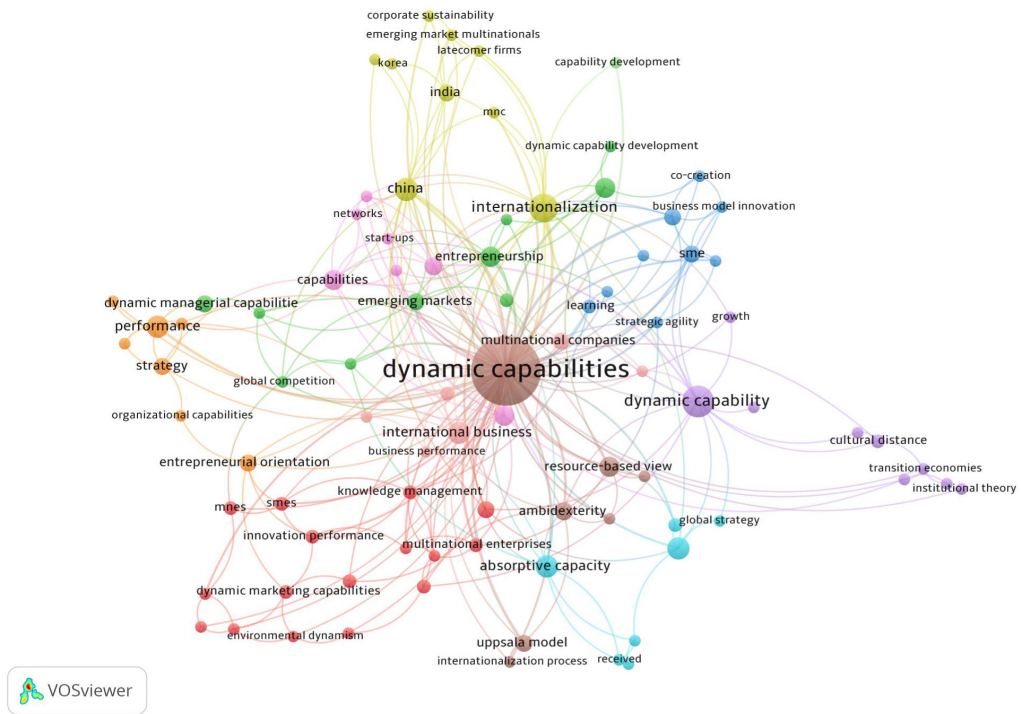 corporate sustainability
emerging market multinationals
latecomer firms
korea
capability development
india
mnc
dynamic capability development
co-creation
china
internationalization
business model innovation
networks
start-ups
entrepreneurship
sme
capabilities
dynamic managerial capabilitie
emerging markets
learning
growth
performance
strategic agility
multinational companies
strategy
dynamic capabilities
global competition
dynamic capability
organizational capabilities
international business
cultural distance
business performance
entrepreneurial orientation
resource-based view
transition economies
institutional theory
knowledge management
mnes
smes
ambidexterity
global strategy
innovation performance
multinational enterprises
absorptive capacity
dynamic marketing capabilities
environmental dynamism
uppsala model
internationalization process
received
VOSviewer